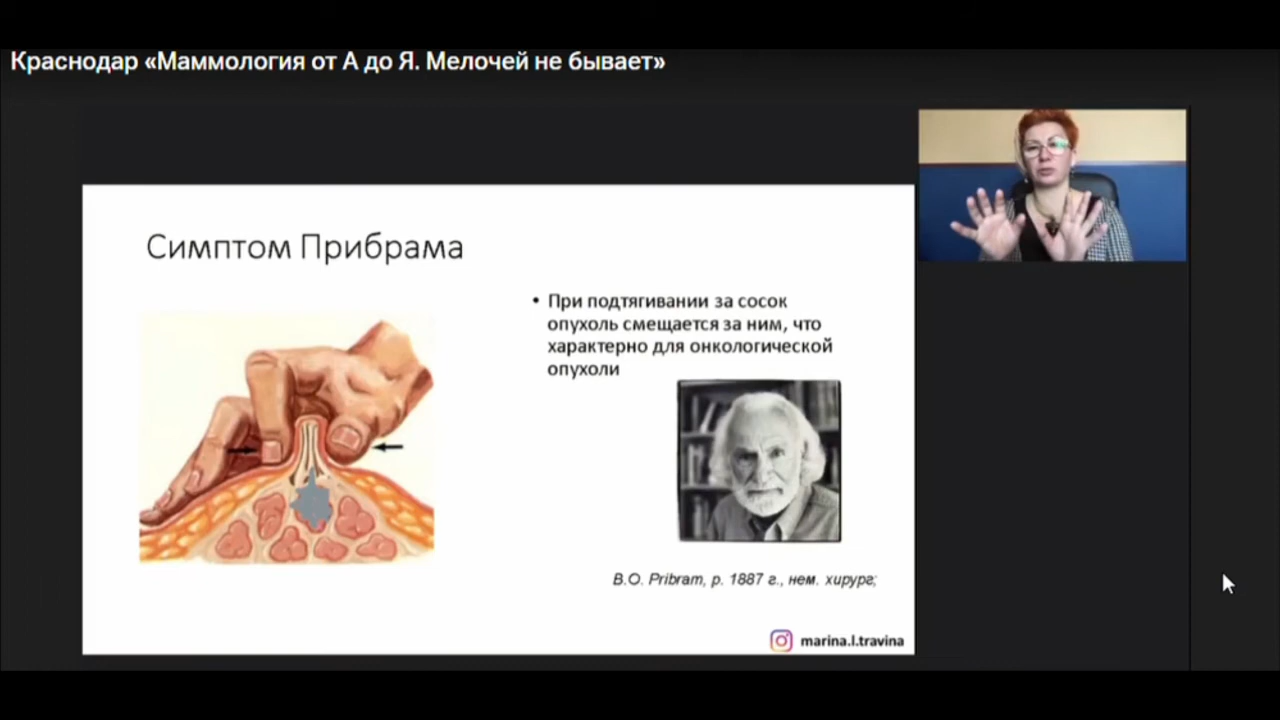 Краснодар «Маммология от А до Я. Мелочей не бывает»
Симптом Прибрама
• При подтягивании за сосок
опухоль смещается за ним, что
характерно для онкологической
опухоли
B.O. Pribram, р. 1887 г., нем. хирург;
marina.l.travina